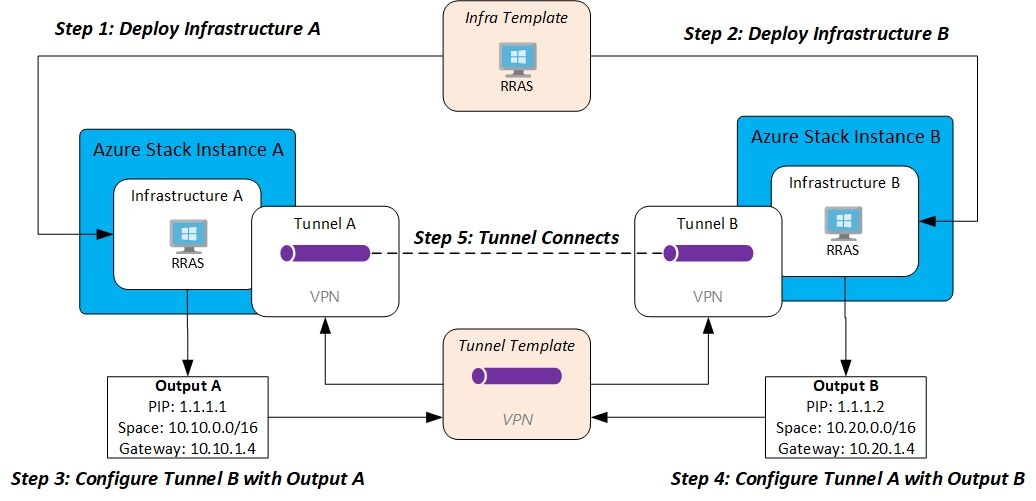 Step 1: Deploy Infrastructure A
Infra Template
RRAS
Step 2: Deploy Infrastructure B
Azure Stack Instance A
Infrastructure A
RRAS
Tunnel A
VPN
Step 5: Tunnel Connects
Azure Stack Instance B
Infrastructure B
RRAS
Tunnel B
VPN
Tunnel Template
VPN
Output A
PIP: 1.1.1.1
Space: 10.10.0.0/16
Gateway: 10.10.1.4
Output B
PIP: 1.1.1.2
Space: 10.20.0.0/16
Gateway: 10.20.1.4
Step 3: Configure Tunnel B with Output A
Step 4: Configure Tunnel A with Output B